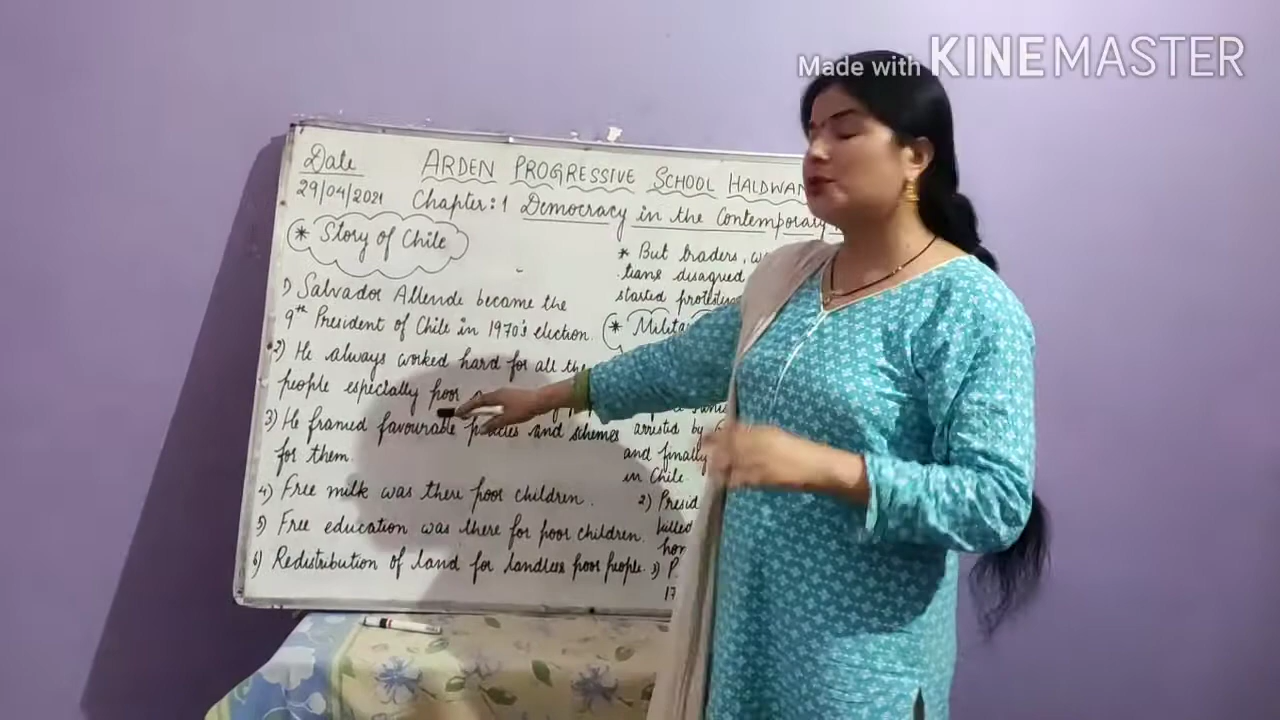 Made with KINEMASTER
Date
29/04/2021
ARDEN PROGRESSIVE SCHOOL HALDWAN
Chapter: 1 Democracy in the Contemporary
* Story of Chile
1) Salvador Allende became the
9th President of Chile in 1970's election.
2) He always worked hard for all the
people especially poor
3) He framed favourable policies and schemes
for them.
4) Free milk was there poor children.
5) Free education was there for poor children.
6) Redistribution of land for landless poor people.
* But traders, w
tians disagreed
started protestin
* Milita
arrested by
and finally
in Chile.
2) Presid
killed
hom
3) P
17